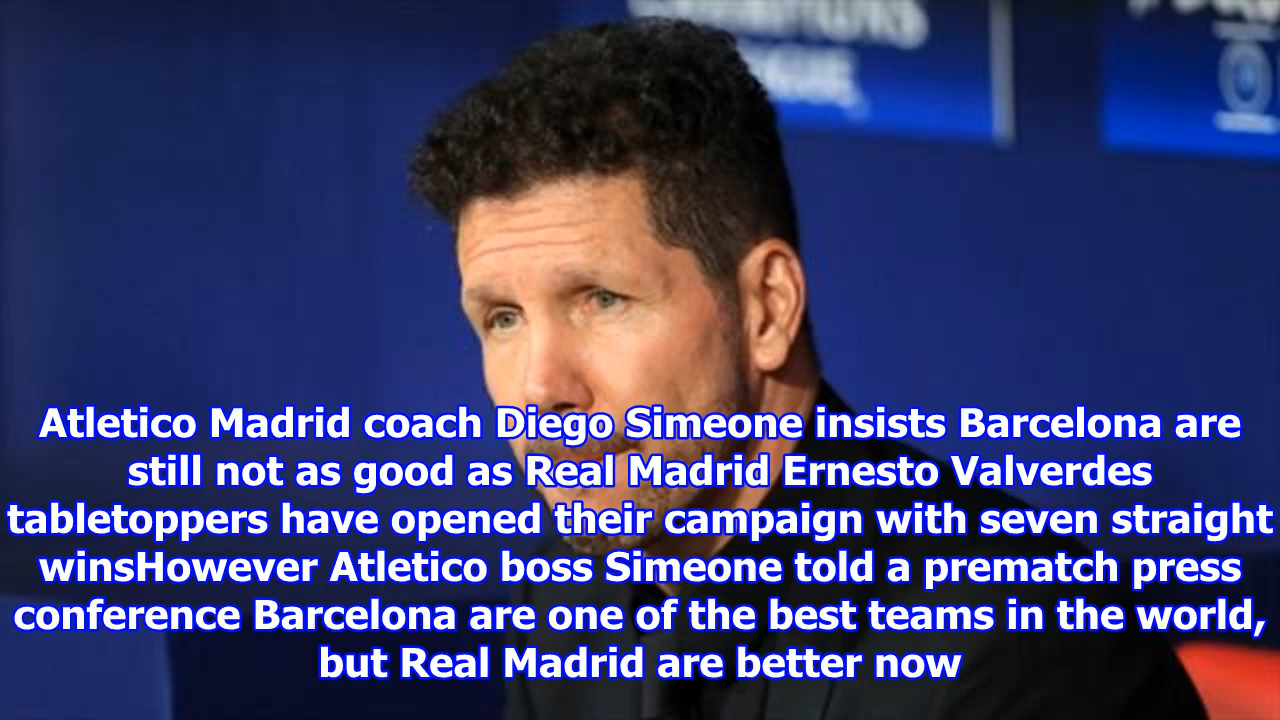 Atletico Madrid coach Diego Simeone insists Barcelona are
still not as good as Real Madrid Ernesto Valverdes
tabletoppers have opened their campaign with seven straight
winsHowever Atletico boss Simeone told a prematch press
conference Barcelona are one of the best teams in the world,
but Real Madrid are better now